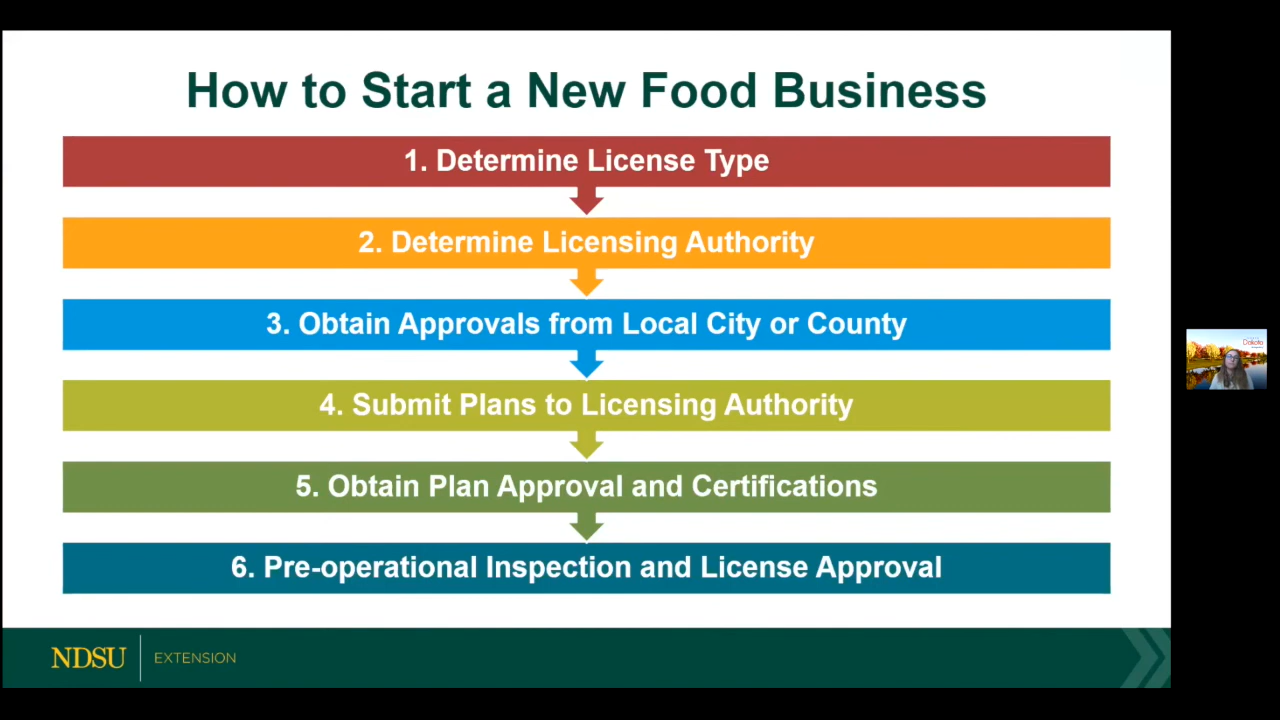 How to Start a New Food Business
1. Determine License Type
2. Determine Licensing Authority
3. Obtain Approvals from Local City or County
4. Submit Plans to Licensing Authority
5. Obtain Plan Approval and Certifications
6. Pre-operational Inspection and License Approval
NDSU EXTENSION
Dakota